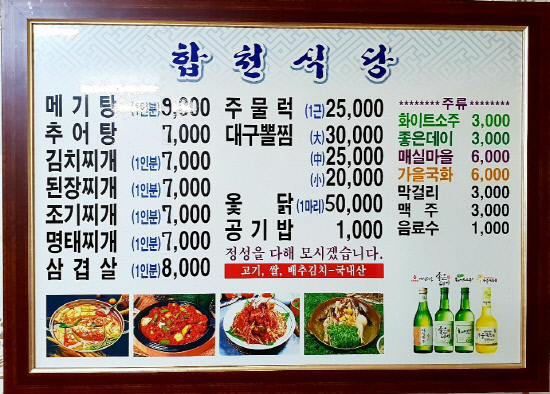 합천식당
메기탕 (1인분)9,000
추어탕 7,000
김치찌개 (1인분)7,000
된장찌개 (1인분)7,000
조기찌개 (1인분)7,000
명태찌개 (1인분)7,000
삼겹살 (1인분)8,000
주물럭 (1근)25,000
대구뽈찜 (大)30,000
(中)25,000
(小)20,000
옻닭 (1마리)50,000
공기밥 1,000
정성을 다해 모시겠습니다.
고기, 쌀, 배추김치-국내산
********주류********
화이트소주 3,000
좋은데이 3,000
매실마을 6,000
가을국화 6,000
막걸리 3,000
맥주 3,000
음료수 1,000